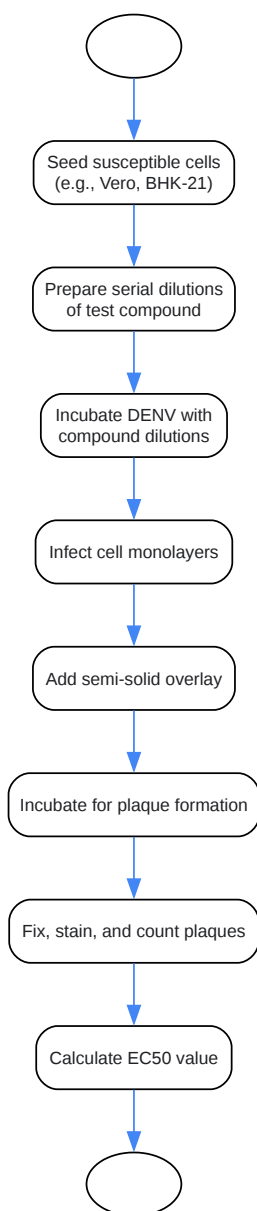 Seed susceptible cells
(e.g., Vero, BHK-21)
Prepare serial dilutions
of test compound
Incubate DENV with
compound dilutions
Infect cell monolayers
Add semi-solid overlay
Incubate for plaque formation
Fix, stain, and count plaques
Calculate EC50 value